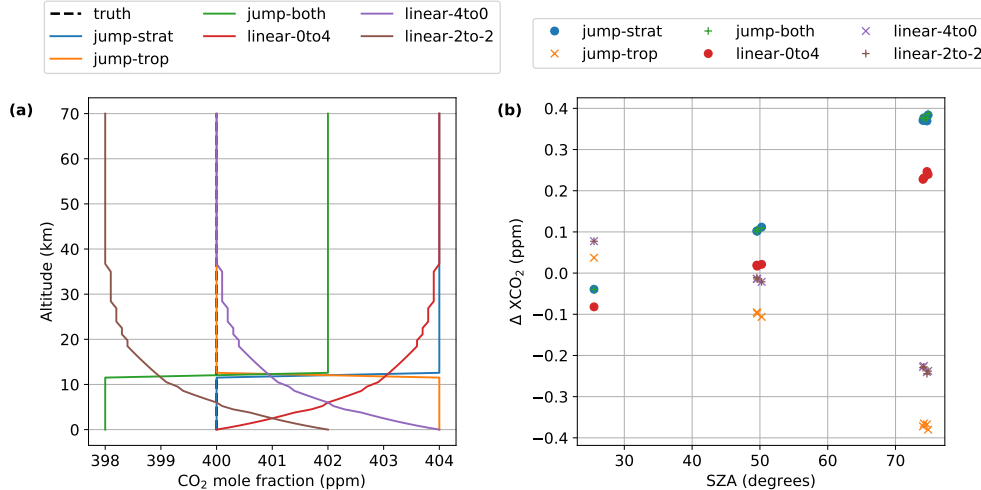 truth
jump-strat
jump-trop
jump-both
linear-0to4
linear-4to0
linear-2to-2
jump-strat
jump-trop
jump-both
linear-0to4
linear-4to0
linear-2to-2
(a)
70
60
50
40
30
20
10
0
Altitude (km)
398 399 400 401 402 403 404
CO₂ mole fraction (ppm)
(b)
0.4
0.3
0.2
0.1
0.0
−0.1
−0.2
−0.3
−0.4
Δ XCO₂ (ppm)
30 40 50 60 70
SZA (degrees)